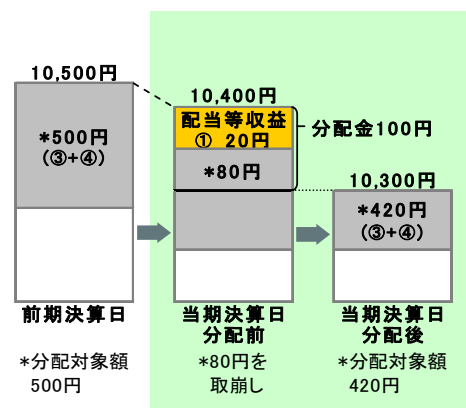 10,500円
*500円
(③+④)
前期決算日
*分配対象額
500円
10,400円
配当等収益
① 20円
*80円
分配金100円
当期決算日
分配前
*80円を
取崩し
10,300円
*420円
(③+④)
当期決算日
分配後
*分配対象額
420円